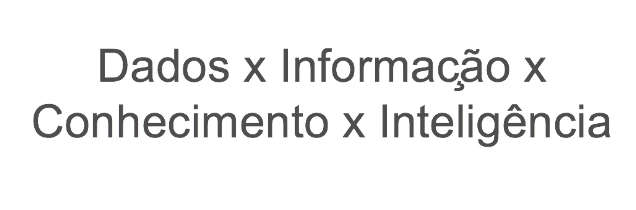 Dados x Informação x
Conhecimento x Inteligência